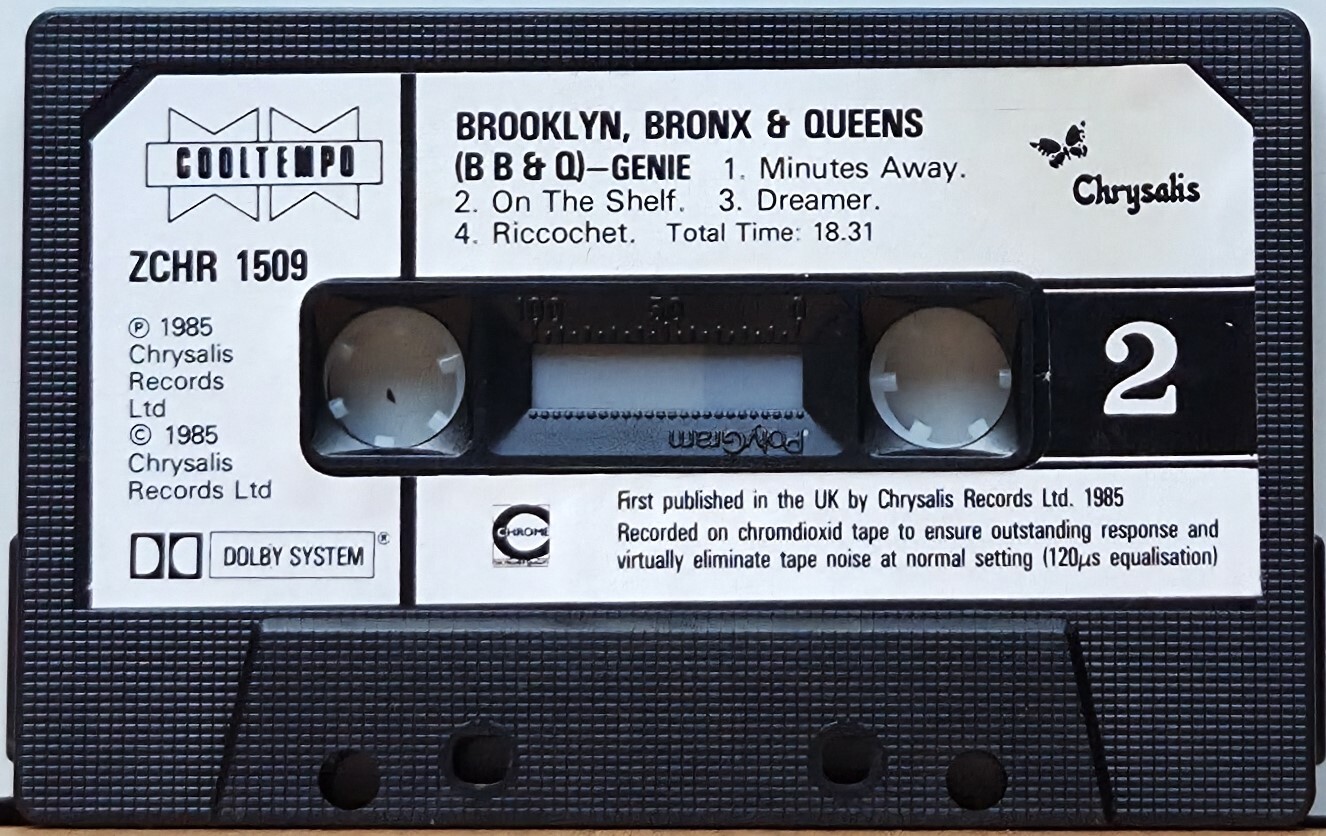 COOLTEMPO
ZCHR 1509
Ⓟ 1985
Chrysalis
Records
Ltd
© 1985
Chrysalis
Records Ltd
DOLBY SYSTEM®
BROOKLYN, BRONX & QUEENS
(B B & Q)–GENIE 1. Minutes Away.
2. On The Shelf. 3. Dreamer.
4. Riccochet. Total Time: 18.31
Chrysalis
100 50 0
PolyGram
2
CHROME
First published in the UK by Chrysalis Records Ltd. 1985
Recorded on chromdioxid tape to ensure outstanding response and
virtually eliminate tape noise at normal setting (120µs equalisation)